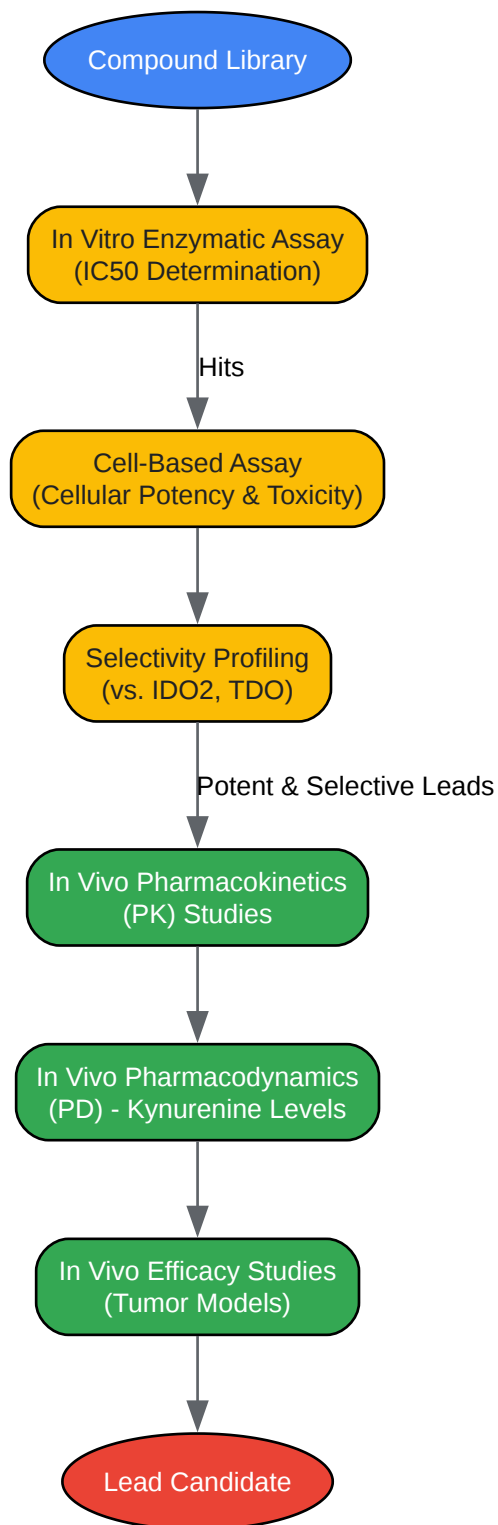 Compound Library
In Vitro Enzymatic Assay
(IC50 Determination)
Hits
Cell-Based Assay
(Cellular Potency & Toxicity)
Selectivity Profiling
(vs. IDO2, TDO)
Potent & Selective Leads
In Vivo Pharmacokinetics
(PK) Studies
In Vivo Pharmacodynamics
(PD) - Kynurenine Levels
In Vivo Efficacy Studies
(Tumor Models)
Lead Candidate